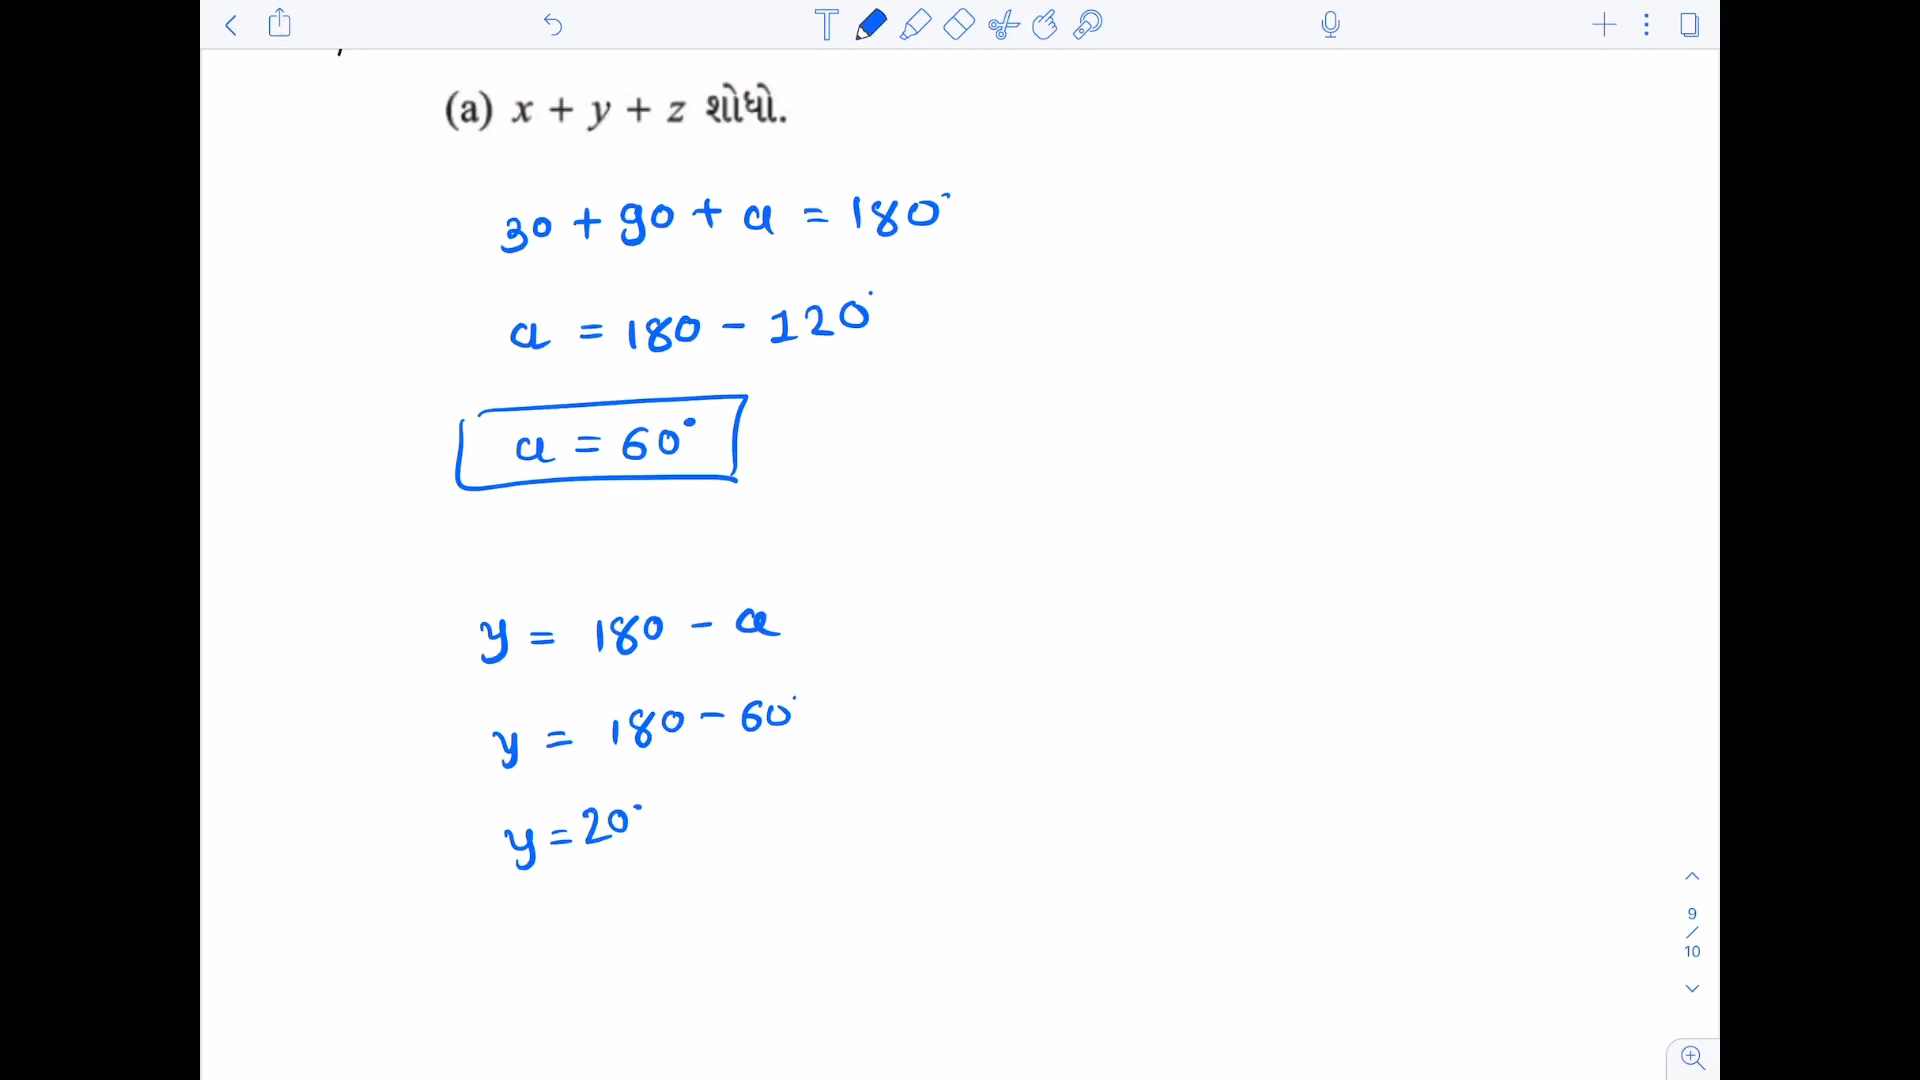 (a) x + y + z શોધો.
30 + 90 + a = 180°
a = 180 - 120°
a = 60°
y = 180 - a
y = 180 - 60°
y = 20°
9
/
10